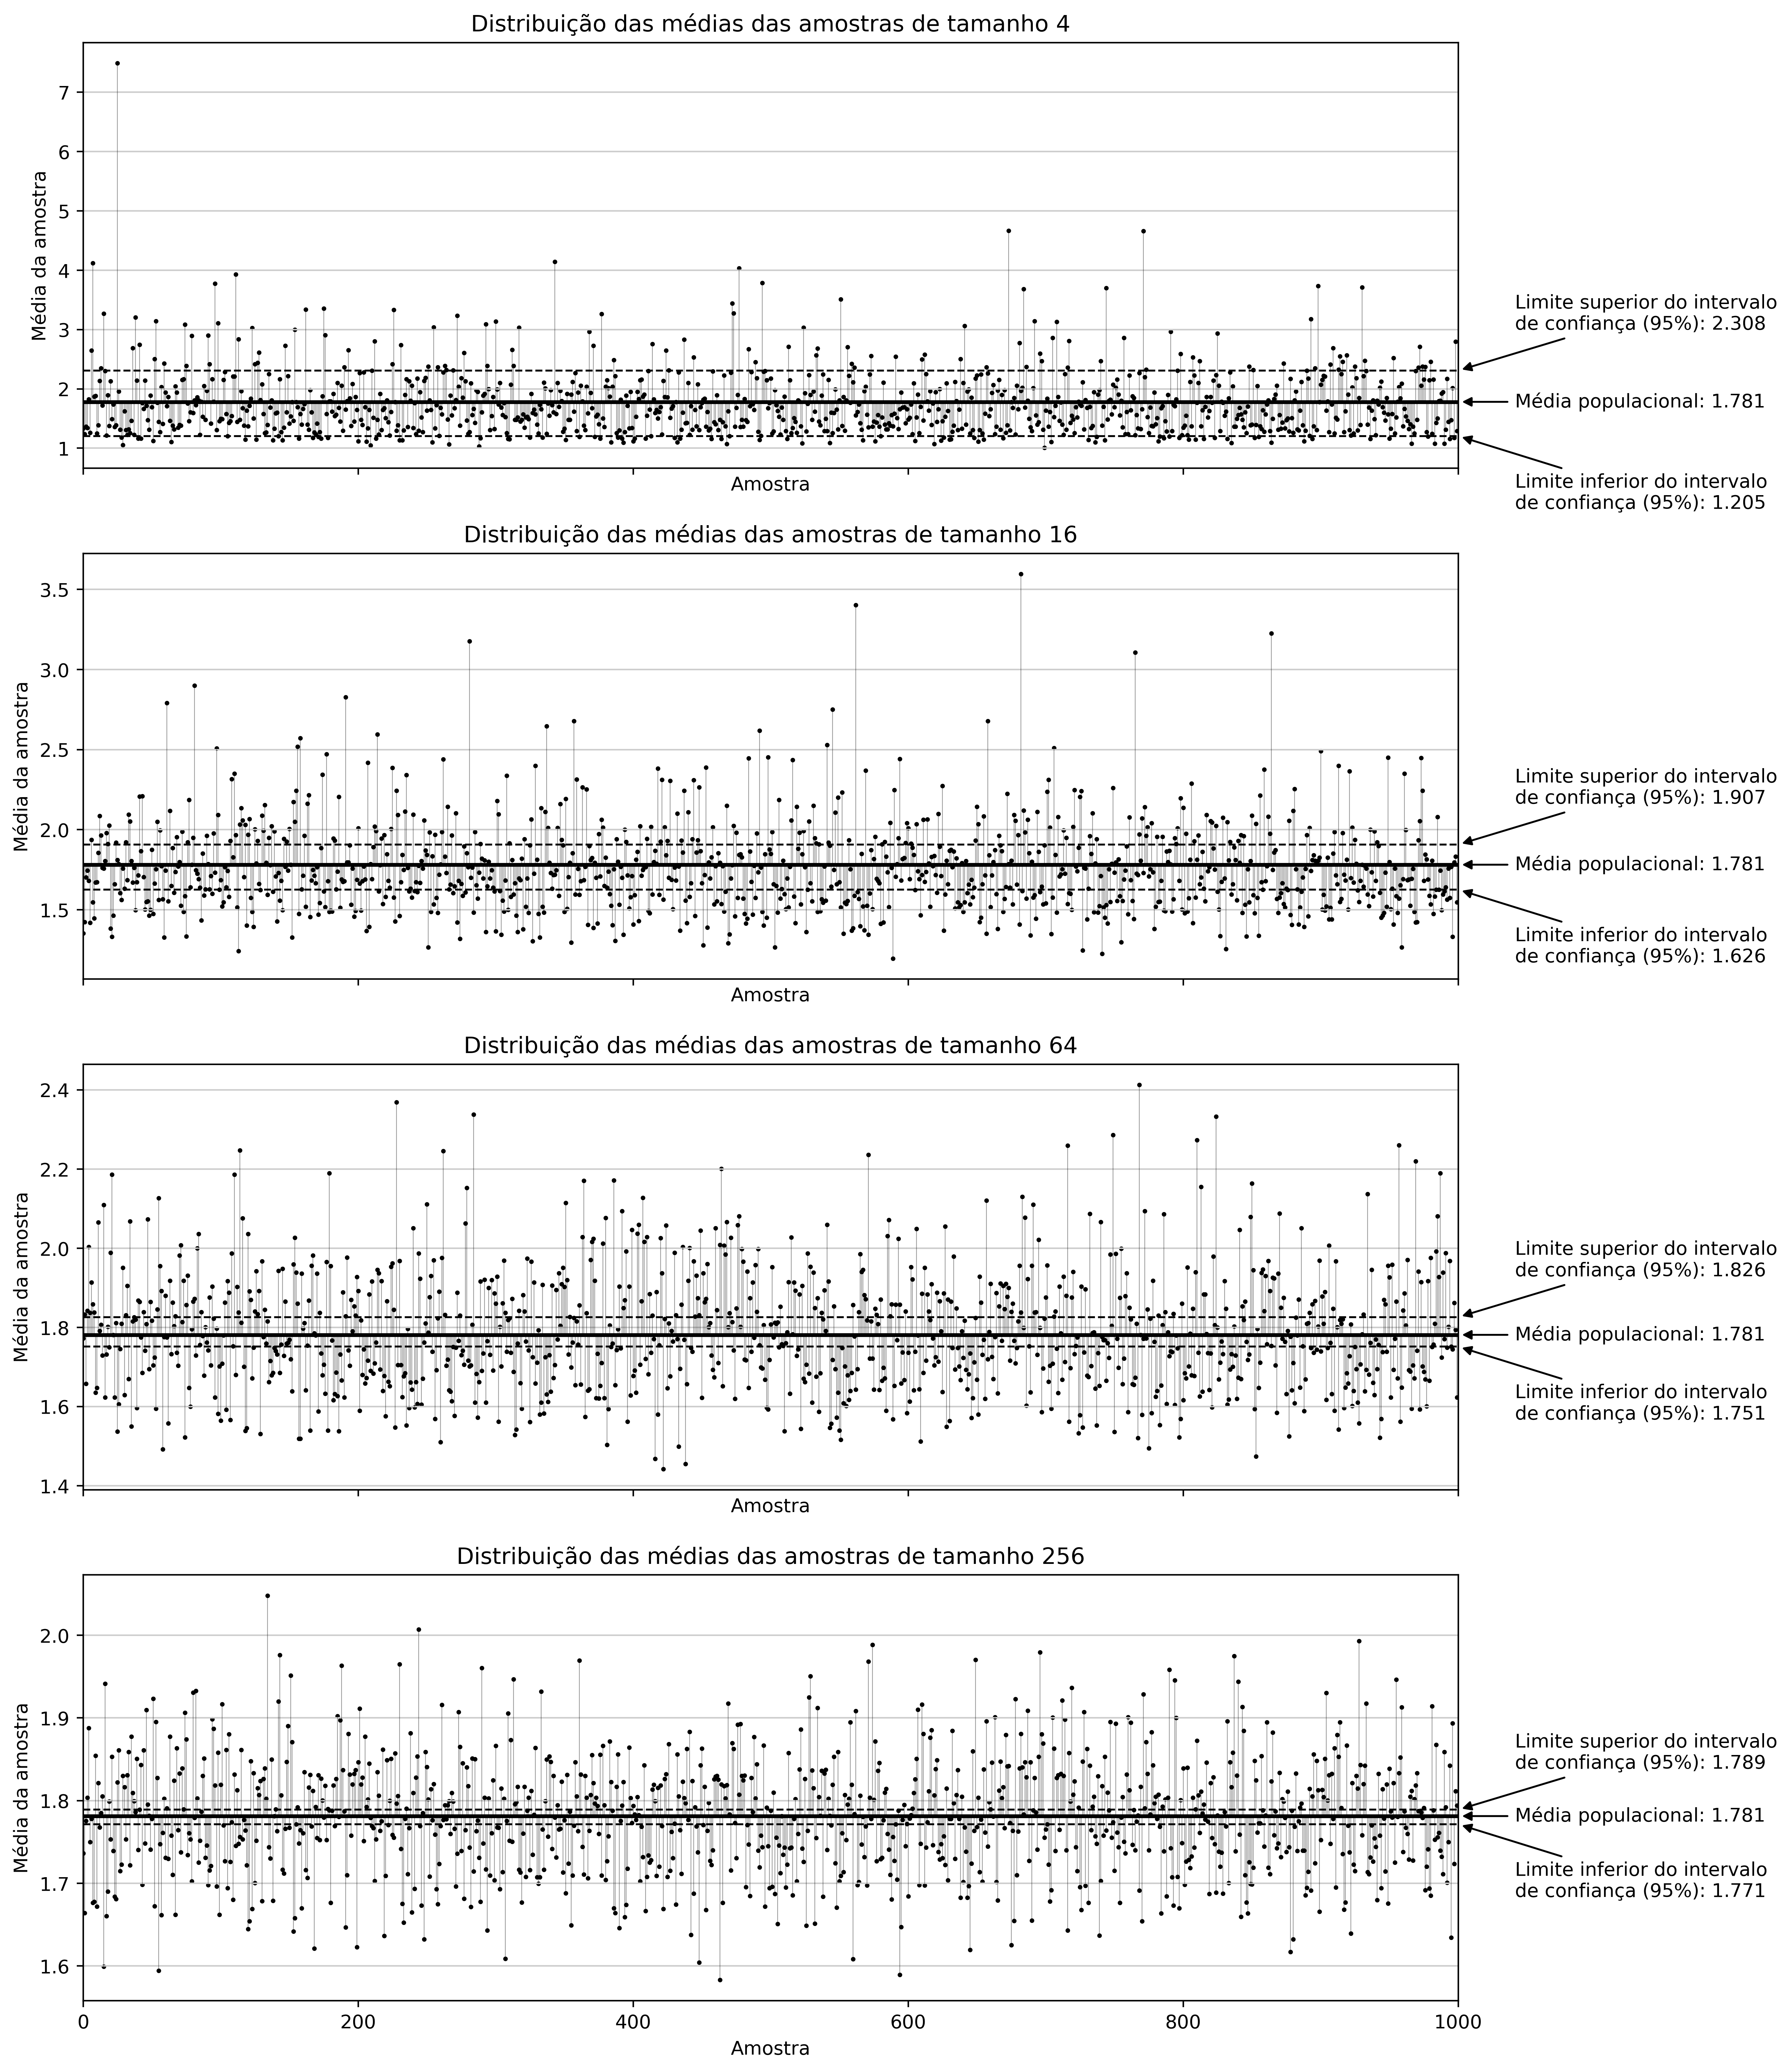 Distribuição das médias das amostras de tamanho 4
Média da amostra
7
6
5
4
3
2
1
Amostra
Limite superior do intervalo
de confiança (95%): 2.308
Média populacional: 1.781
Limite inferior do intervalo
de confiança (95%): 1.205
Distribuição das médias das amostras de tamanho 16
Média da amostra
3.5
3.0
2.5
2.0
1.5
Amostra
Limite superior do intervalo
de confiança (95%): 1.907
Média populacional: 1.781
Limite inferior do intervalo
de confiança (95%): 1.626
Distribuição das médias das amostras de tamanho 64
Média da amostra
2.4
2.2
2.0
1.8
1.6
1.4
Amostra
Limite superior do intervalo
de confiança (95%): 1.826
Média populacional: 1.781
Limite inferior do intervalo
de confiança (95%): 1.751
Distribuição das médias das amostras de tamanho 256
Média da amostra
2.0
1.9
1.8
1.7
1.6
0 200 400 600 800 1000
Amostra
Limite superior do intervalo
de confiança (95%): 1.789
Média populacional: 1.781
Limite inferior do intervalo
de confiança (95%): 1.771